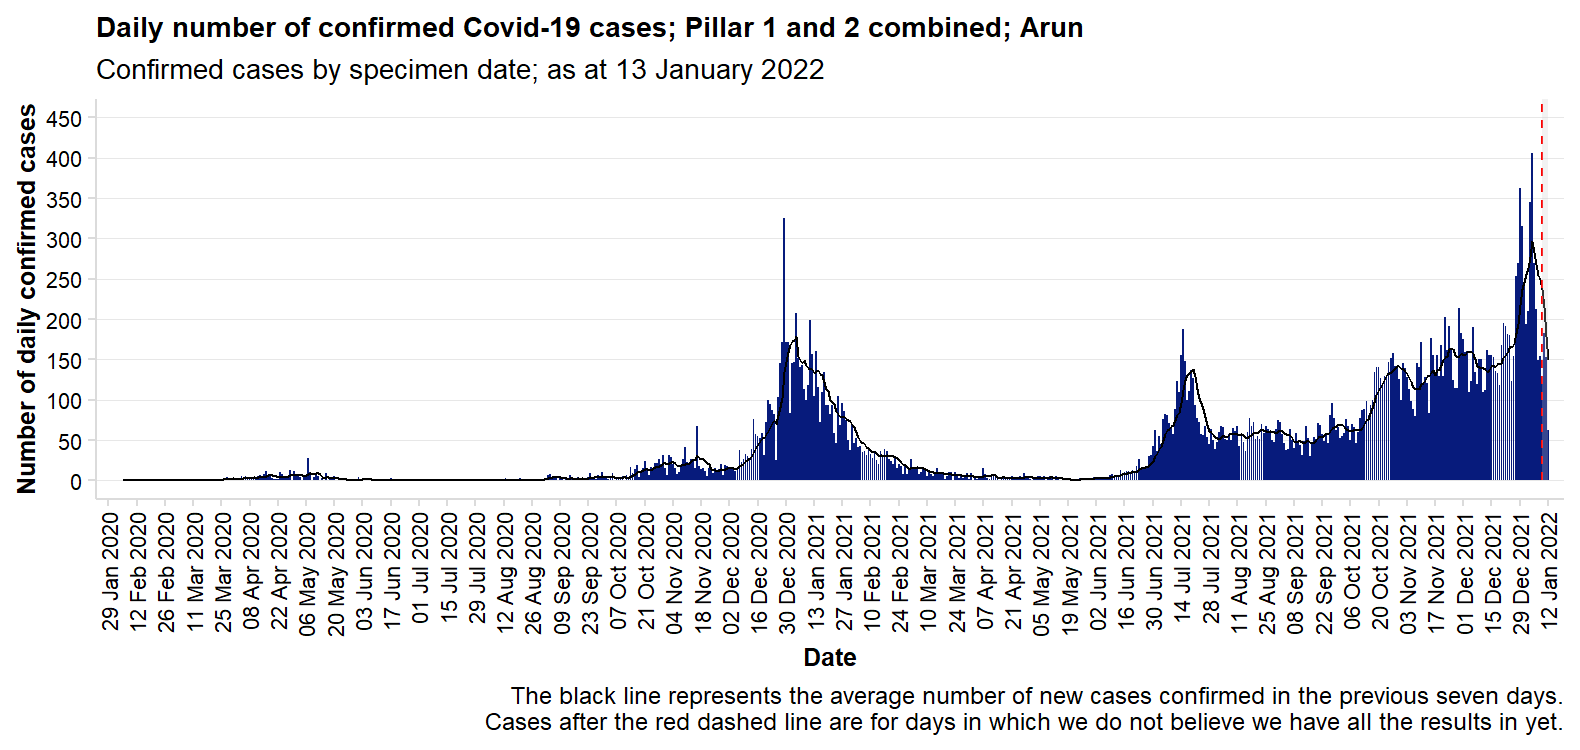 Daily number of confirmed Covid-19 cases; Pillar 1 and 2 combined; Arun
Confirmed cases by specimen date; as at 13 January 2022
Number of daily confirmed cases
450
400
350
300
250
200
150
100
50
0
29 Jan 2020
12 Feb 2020
26 Feb 2020
11 Mar 2020
25 Mar 2020
08 Apr 2020
22 Apr 2020
06 May 2020
20 May 2020
03 Jun 2020
17 Jun 2020
01 Jul 2020
15 Jul 2020
29 Jul 2020
12 Aug 2020
26 Aug 2020
09 Sep 2020
23 Sep 2020
07 Oct 2020
21 Oct 2020
04 Nov 2020
18 Nov 2020
02 Dec 2020
16 Dec 2020
30 Dec 2020
13 Jan 2021
27 Jan 2021
10 Feb 2021
24 Feb 2021
10 Mar 2021
24 Mar 2021
07 Apr 2021
21 Apr 2021
05 May 2021
19 May 2021
02 Jun 2021
16 Jun 2021
30 Jun 2021
14 Jul 2021
28 Jul 2021
11 Aug 2021
25 Aug 2021
08 Sep 2021
22 Sep 2021
06 Oct 2021
20 Oct 2021
03 Nov 2021
17 Nov 2021
01 Dec 2021
15 Dec 2021
29 Dec 2021
12 Jan 2022
Date
The black line represents the average number of new cases confirmed in the previous seven days.
Cases after the red dashed line are for days in which we do not believe we have all the results in yet.